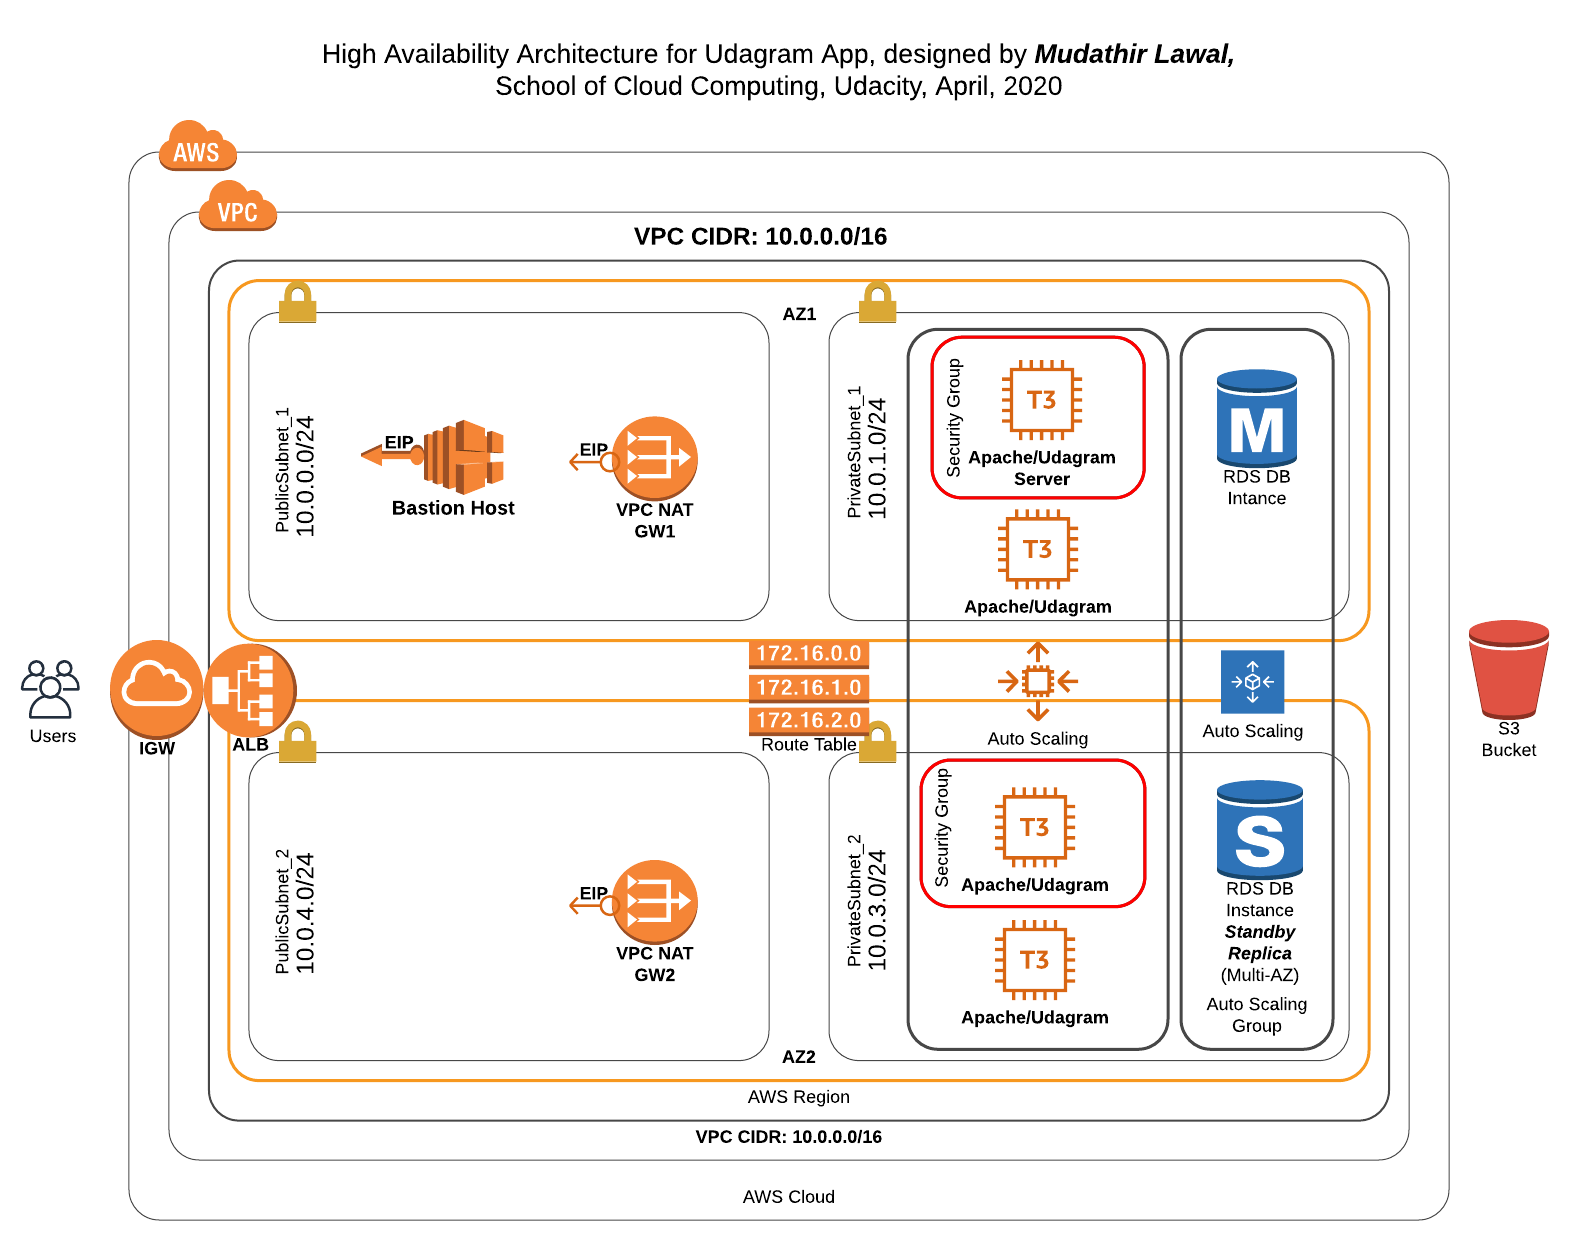 High Availability Architecture for Udagram App, designed by Mudathir Lawal,
School of Cloud Computing, Udacity, April, 2020
AWS
VPC
VPC CIDR: 10.0.0.0/16
AZ1
PublicSubnet_1
10.0.0.0/24
EIP
Bastion Host
EIP
VPC NAT
GW1
PrivateSubnet_1
10.0.1.0/24
Security Group
T3
Apache/Udagram
Server
T3
Apache/Udagram
M
RDS DB
Intance
Users
IGW
ALB
172.16.0.0
172.16.1.0
172.16.2.0
Route Table
Auto Scaling
Auto Scaling
S3
Bucket
PublicSubnet_2
10.0.4.0/24
EIP
VPC NAT
GW2
PrivateSubnet_2
10.0.3.0/24
Security Group
T3
Apache/Udagram
T3
Apache/Udagram
S
RDS DB
Instance
Standby
Replica
(Multi-AZ)
Auto Scaling
Group
AZ2
AWS Region
VPC CIDR: 10.0.0.0/16
AWS Cloud